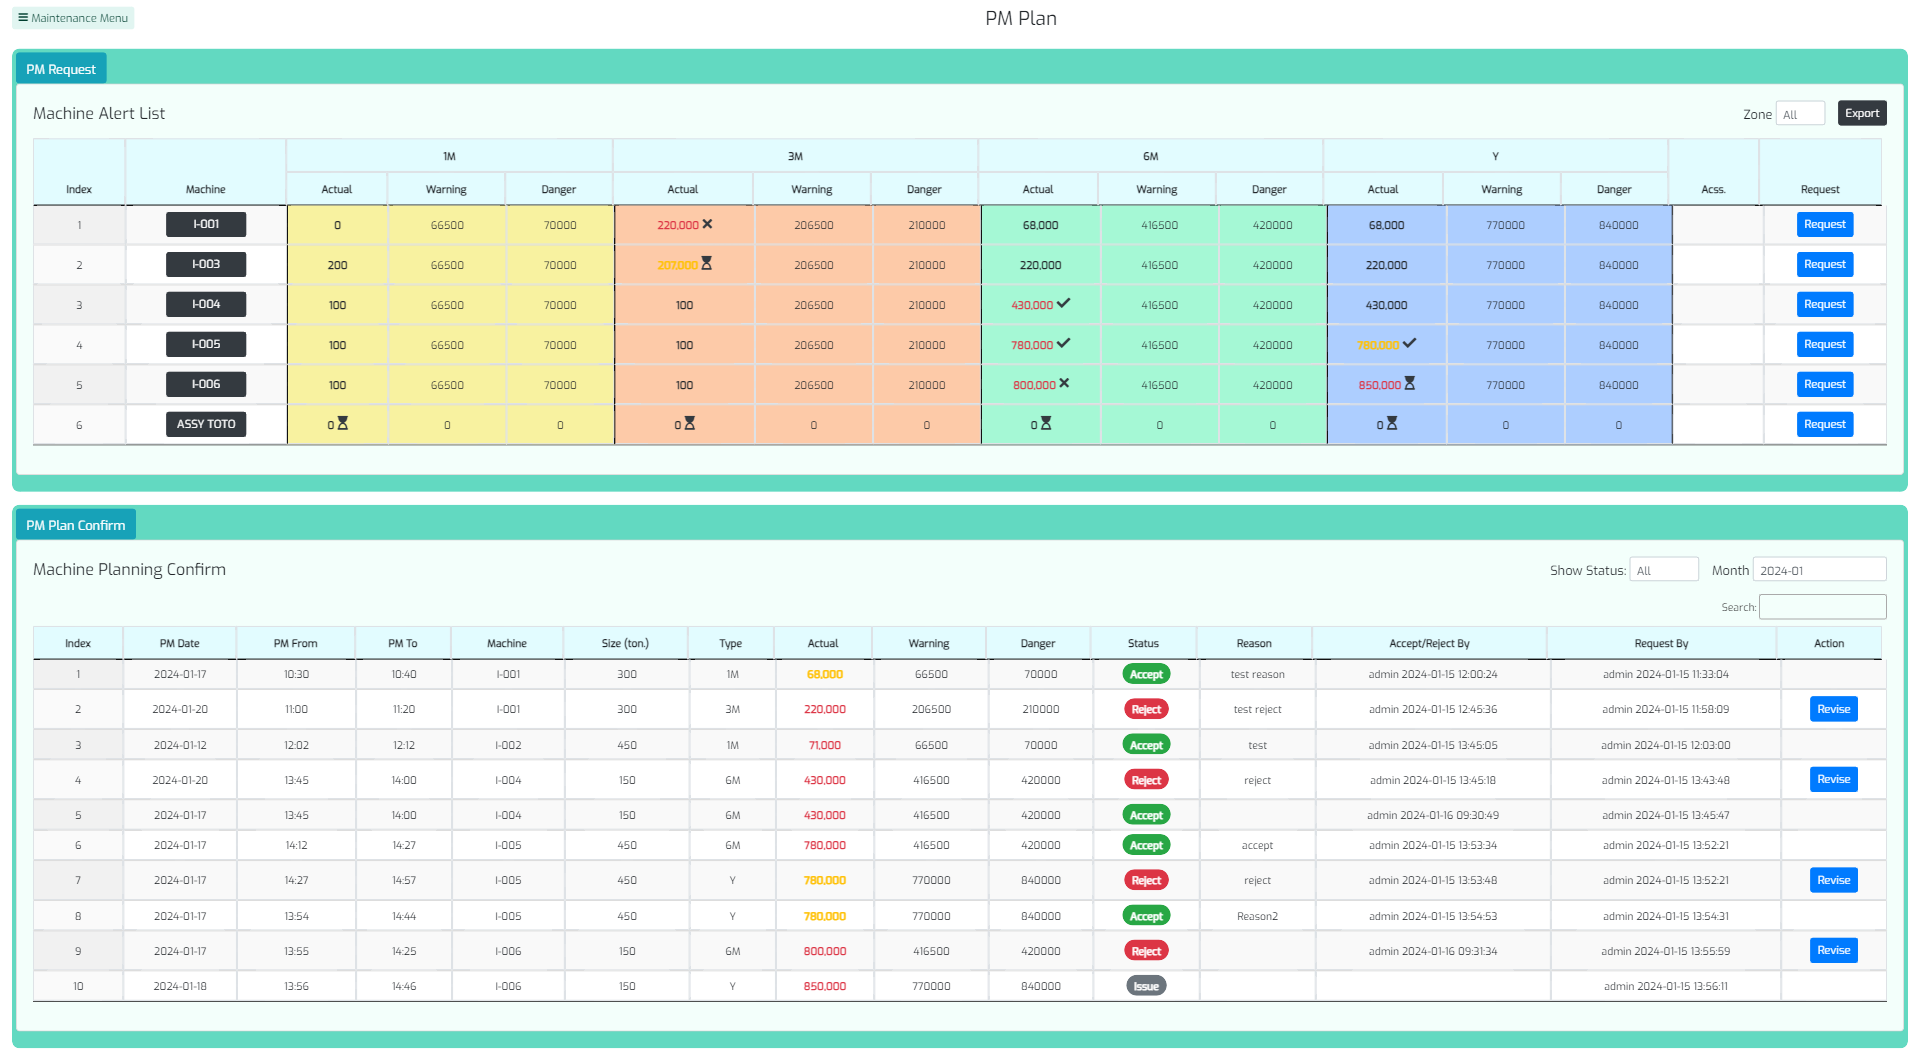 Maintenance Menu
PM Plan
PM Request
Machine Alert List
Zone All Export
1M 3M 6M Y
Index Machine Actual Warning Danger Actual Warning Danger Actual Warning Danger Actual Warning Danger Acss. Request
1 I-001 0 66500 70000 220,000 206500 210000 68,000 416500 420000 68,000 770000 840000 Request
2 I-003 200 66500 70000 207,000 206500 210000 220,000 416500 420000 220,000 770000 840000 Request
3 I-004 100 66500 70000 100 206500 210000 430,000 416500 420000 430,000 770000 840000 Request
4 I-005 100 66500 70000 100 206500 210000 780,000 416500 420000 780,000 770000 840000 Request
5 I-006 100 66500 70000 100 206500 210000 800,000 416500 420000 850,000 770000 840000 Request
6 ASSY TOTO 0 0 0 0 0 0 0 0 0 0 0 0 Request
PM Plan Confirm
Machine Planning Confirm
Show Status: All Month 2024-01
Search:
Index PM Date PM From PM To Machine Size (ton.) Type Actual Warning Danger Status Reason Accept/Reject By Request By Action
1 2024-01-17 10:30 10:40 I-001 300 1M 68,000 66500 70000 Accept test reason admin 2024-01-15 12:00:24 admin 2024-01-15 11:33:04
2 2024-01-20 11:00 11:20 I-001 300 3M 220,000 206500 210000 Reject test reject admin 2024-01-15 12:45:36 admin 2024-01-15 11:58:09 Revise
3 2024-01-12 12:02 12:12 I-002 450 1M 71,000 66500 70000 Accept test admin 2024-01-15 13:45:05 admin 2024-01-15 12:03:00
4 2024-01-20 13:45 14:00 I-004 150 6M 430,000 416500 420000 Reject reject admin 2024-01-15 13:45:18 admin 2024-01-15 13:43:48 Revise
5 2024-01-17 13:45 14:00 I-004 150 6M 430,000 416500 420000 Accept admin 2024-01-16 09:30:49 admin 2024-01-15 13:45:47
6 2024-01-17 14:12 14:27 I-005 450 6M 780,000 416500 420000 Accept accept admin 2024-01-15 13:53:34 admin 2024-01-15 13:52:21
7 2024-01-17 14:27 14:57 I-005 450 Y 780,000 770000 840000 Reject reject admin 2024-01-15 13:53:48 admin 2024-01-15 13:52:21 Revise
8 2024-01-17 13:54 14:44 I-005 450 Y 780,000 770000 840000 Accept Reason2 admin 2024-01-15 13:54:53 admin 2024-01-15 13:54:31
9 2024-01-17 13:55 14:25 I-006 150 6M 800,000 416500 420000 Reject admin 2024-01-16 09:31:34 admin 2024-01-15 13:55:59 Revise
10 2024-01-18 13:56 14:46 I-006 150 Y 850,000 770000 840000 Issue admin 2024-01-15 13:56:11